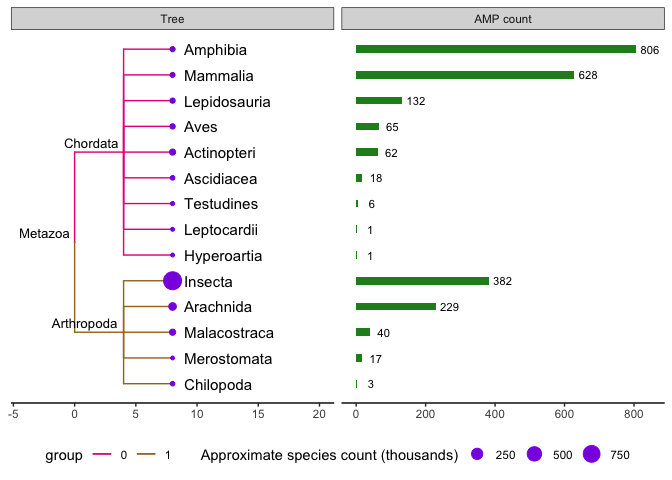 Tree AMP count
Amphibia 806
Mammalia 628
Lepidosauria 132
Aves 65
Chordata
Actinopteri 62
Ascidiacea 18
Testudines 6
Leptocardii 1
Metazoa
Hyperoartia 1
Insecta 382
Arachnida 229
Arthropoda
Malacostraca 40
Merostomata 17
Chilopoda 3
-5 0 5 10 15 20 0 200 400 600 800
group 0 1 Approximate species count (thousands) 250 500 750